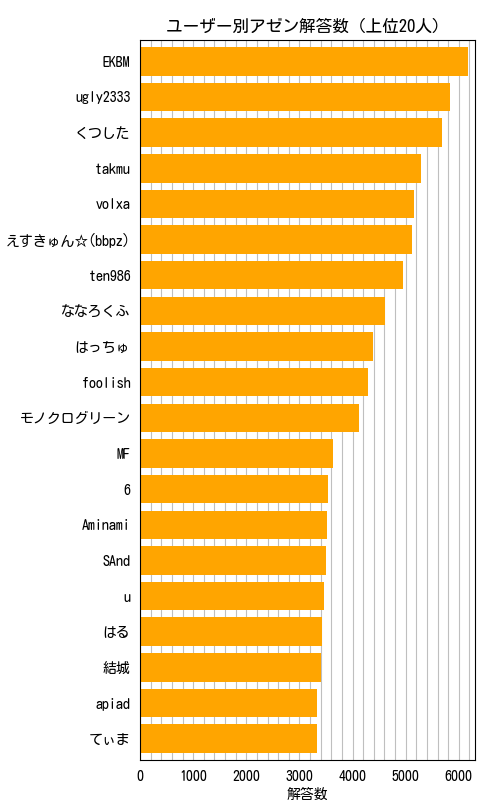 ユーザー別アゼン解答数 (上位20人)
EKBM
ugly2333
くつした
takmu
volxa
えすきゅん☆(bbpz)
ten986
ななろくふ
はっちゅ
foolish
モノクログリーン
MF
6
Aminami
SAnd
u
はる
結城
apiad
てぃま
0 1000 2000 3000 4000 5000 6000
解答数